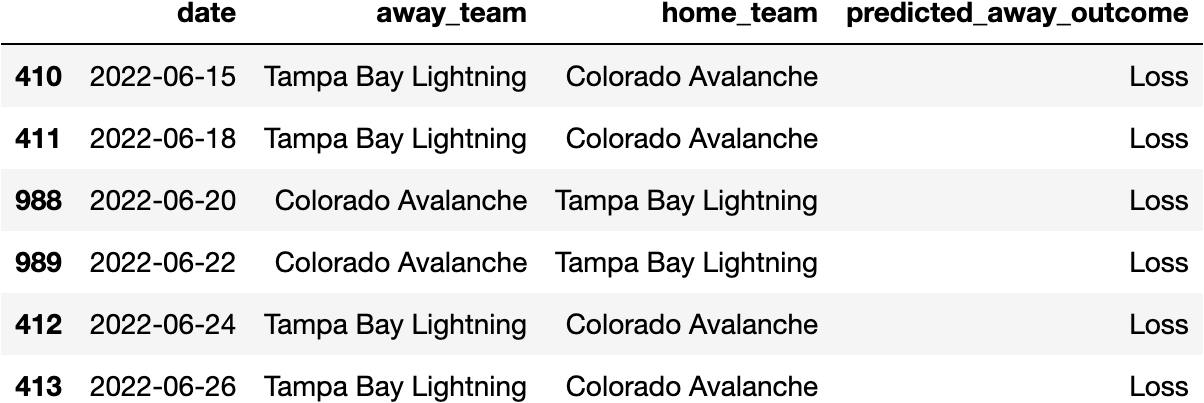 date away_team home_team predicted_away_outcome
410 2022-06-15 Tampa Bay Lightning Colorado Avalanche Loss
411 2022-06-18 Tampa Bay Lightning Colorado Avalanche Loss
988 2022-06-20 Colorado Avalanche Tampa Bay Lightning Loss
989 2022-06-22 Colorado Avalanche Tampa Bay Lightning Loss
412 2022-06-24 Tampa Bay Lightning Colorado Avalanche Loss
413 2022-06-26 Tampa Bay Lightning Colorado Avalanche Loss